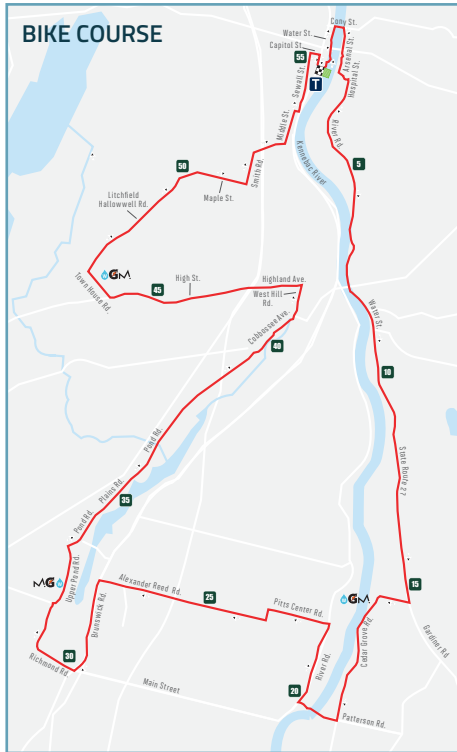 BIKE COURSE
Cony St.
Water St.
Capitol St.
Arsenal St.
Hospital St.
55
T
Sewall St.
River Rd.
Middle St.
Kennebec River
5
50
Smith Rd.
Litchfield
Hallowwell Rd.
Maple St.
GM
Town House Rd.
High St.
45
Highland Ave.
West Hill
Rd.
Cobbossee Ave.
40
Water St.
10
Pond Rd.
State Route 27
Plains Rd.
35
Pond Rd.
MG
Upper Pond Rd.
Alexander Reed Rd.
25
Brunswick Rd.
Pitts Center Rd.
GM
15
Cedar Grove Rd.
Gardiner Rd
30
Richmond Rd.
Main Street
River Rd.
20
Patterson Rd.